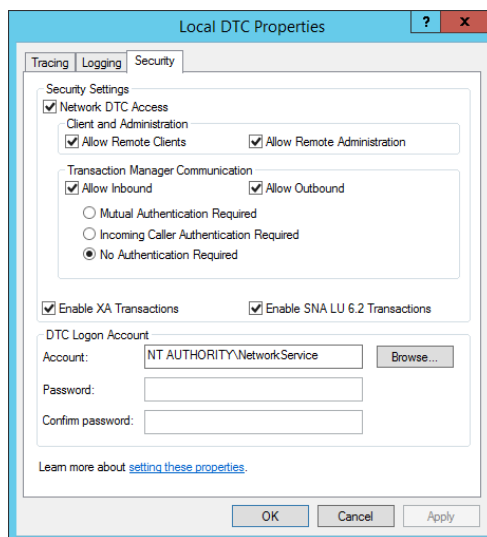 Local DTC Properties
? x
Tracing Logging Security
Security Settings
Network DTC Access
Client and Administration
Allow Remote Clients Allow Remote Administration
Transaction Manager Communication
Allow Inbound Allow Outbound
Mutual Authentication Required
Incoming Caller Authentication Required
No Authentication Required
Enable XA Transactions Enable SNA LU 6.2 Transactions
DTC Logon Account
Account: NT AUTHORITY\NetworkService Browse...
Password:
Confirm password:
Learn more about setting these properties.
OK Cancel Apply